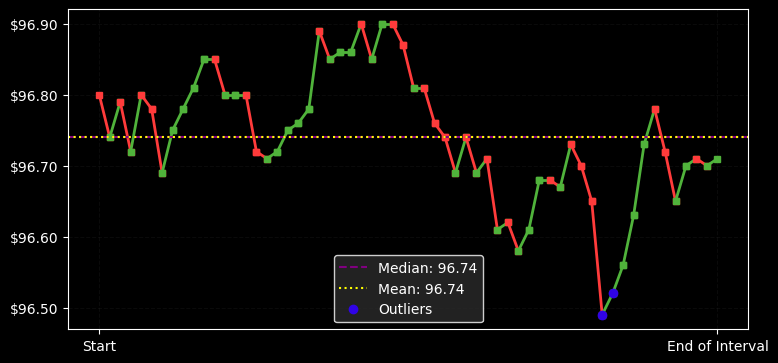 $96.90
$96.80
$96.70
$96.60
$96.50
Median: 96.74
Mean: 96.74
Outliers
Start
End of Interval